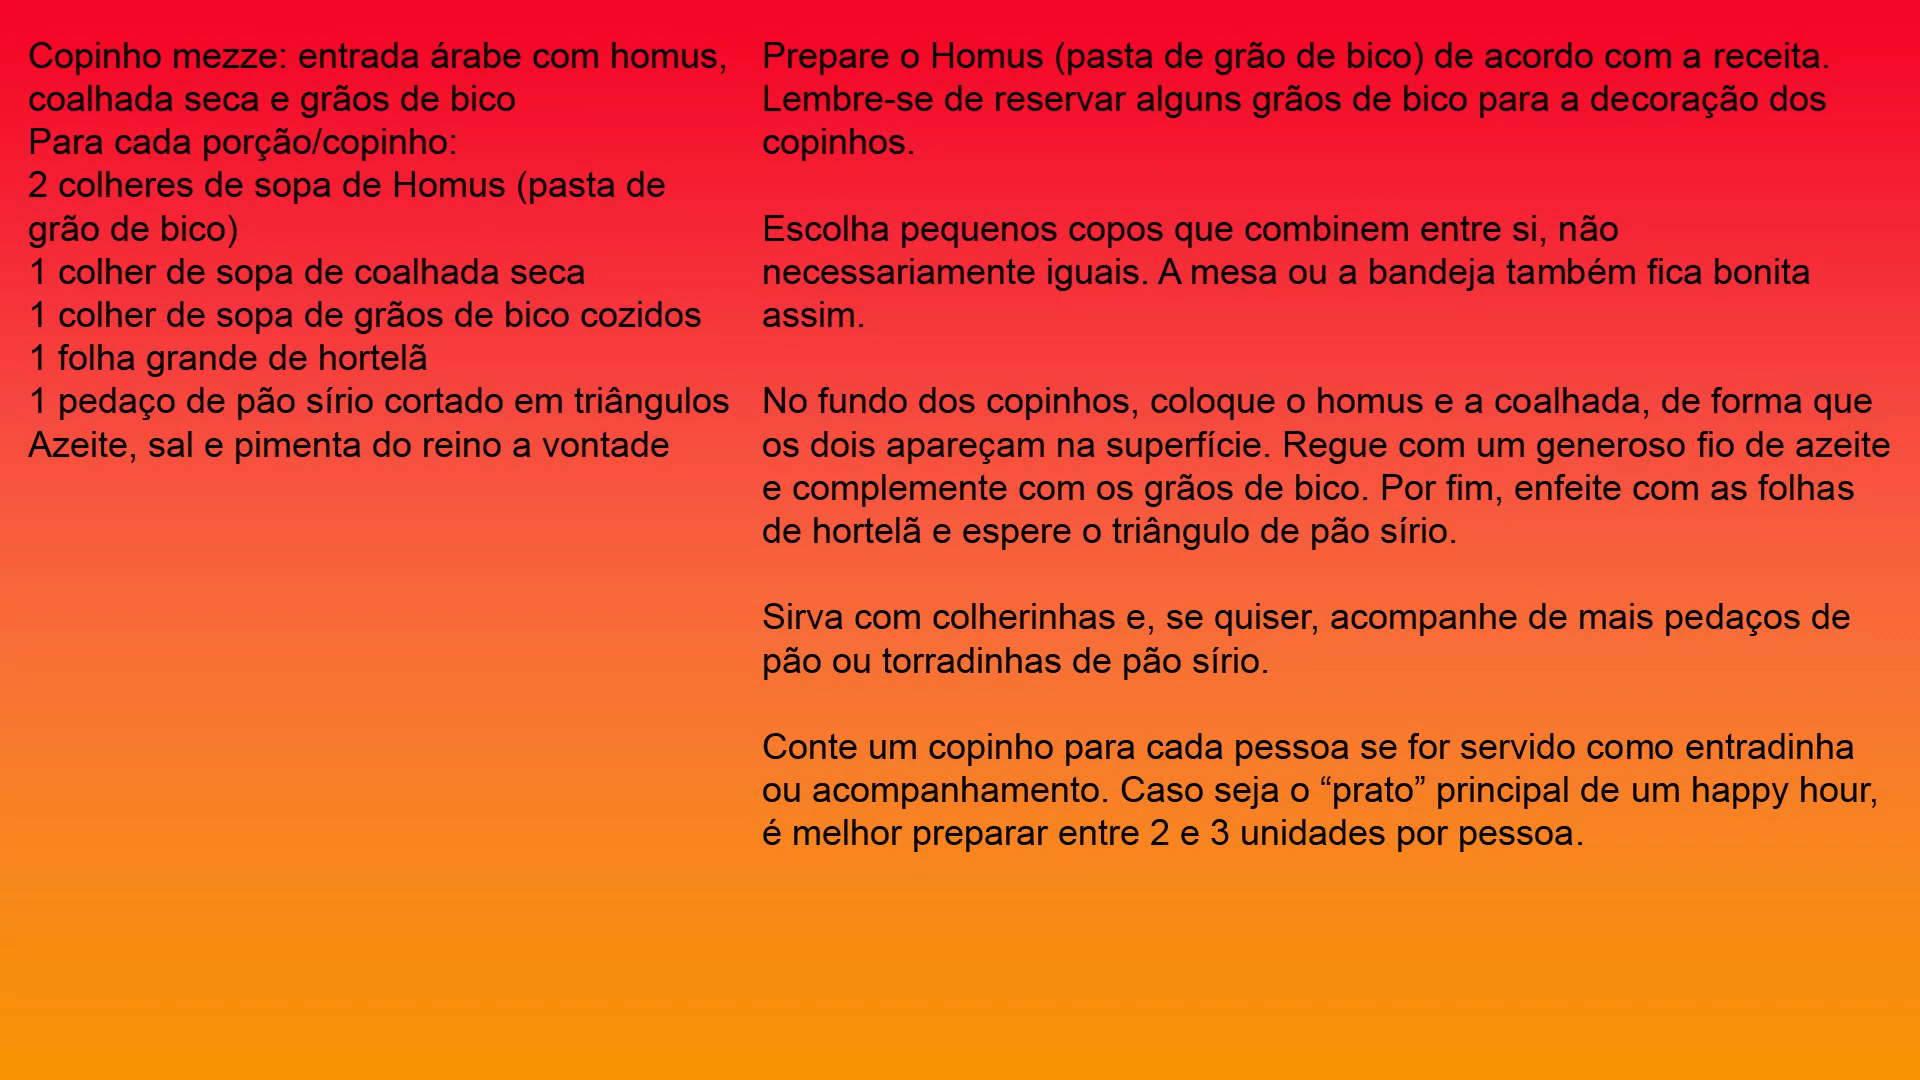 Copinho mezze: entrada árabe com homus,
coalhada seca e grãos de bico
Para cada porção/copinho:
2 colheres de sopa de Homus (pasta de
grão de bico)
1 colher de sopa de coalhada seca
1 colher de sopa de grãos de bico cozidos
1 folha grande de hortelã
1 pedaço de pão sírio cortado em triângulos
Azeite, sal e pimenta do reino a vontade
Prepare o Homus (pasta de grão de bico) de acordo com a receita.
Lembre-se de reservar alguns grãos de bico para a decoração dos
copinhos.
Escolha pequenos copos que combinem entre si, não
necessariamente iguais. A mesa ou a bandeja também fica bonita
assim.
No fundo dos copinhos, coloque o homus e a coalhada, de forma que
os dois apareçam na superfície. Regue com um generoso fio de azeite
e complemente com os grãos de bico. Por fim, enfeite com as folhas
de hortelã e espere o triângulo de pão sírio.
Sirva com colherinhas e, se quiser, acompanhe de mais pedaços de
pão ou torradinhas de pão sírio.
Conte um copinho para cada pessoa se for servido como entradinha
ou acompanhamento. Caso seja o “prato” principal de um happy hour,
é melhor preparar entre 2 e 3 unidades por pessoa.